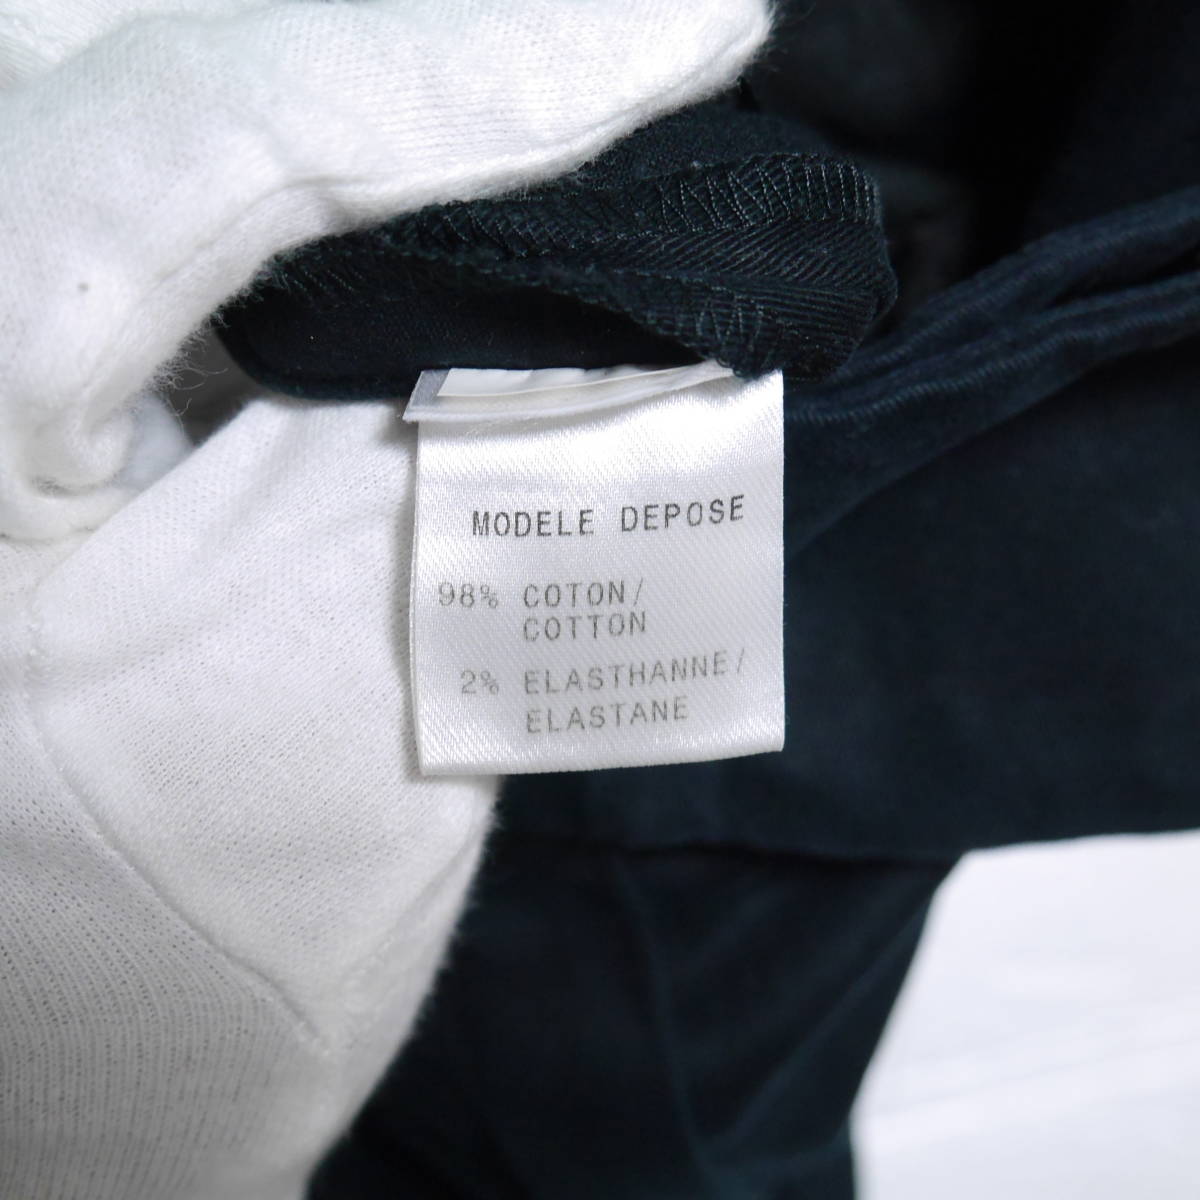 MODELE DEPOSE
98% COTON/
COTTON
2% ELASTHANNE/
ELASTANE